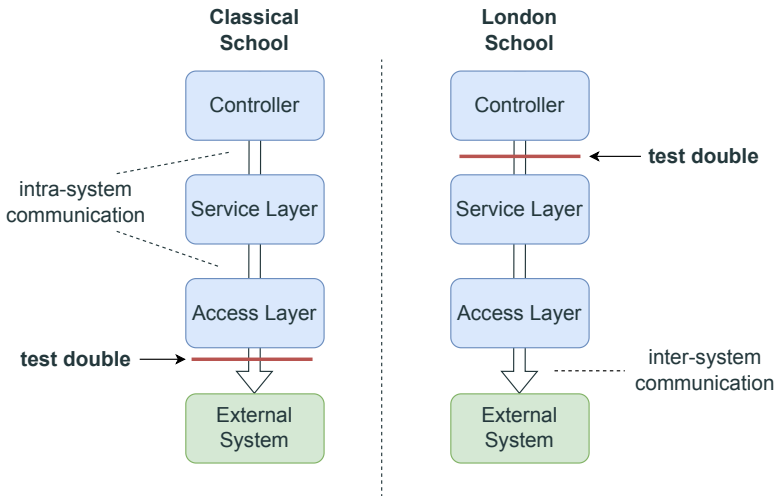 Classical
School
Controller
intra-system
communication
Service Layer
Access Layer
test double
External
System
London
School
Controller
test double
Service Layer
Access Layer
inter-system
communication
External
System